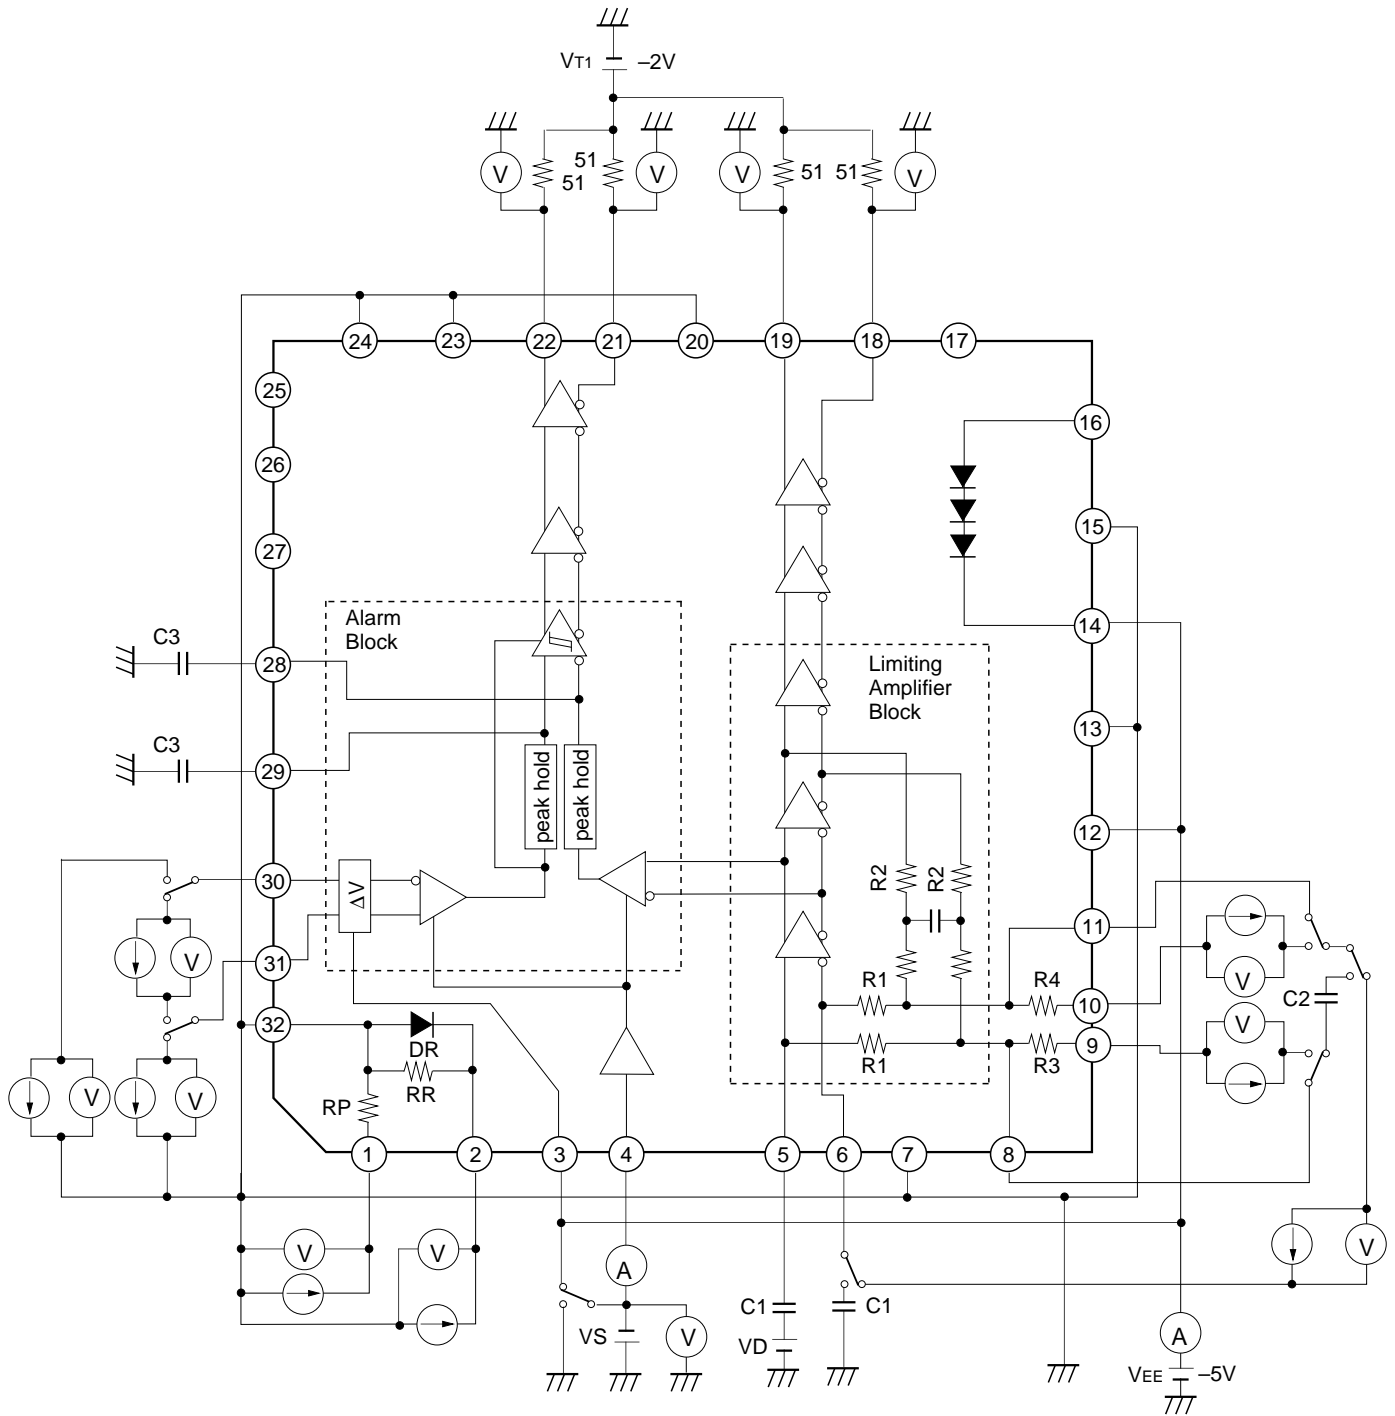 VT1 –2V
V 51 51 V V 51 51 V
24 23 22 21 20 19 18 17
25
16
26
15
27
Alarm
Block
14
C3
28
Limiting
Amplifier
Block
13
C3
29
peak hold
peak hold
12
30
ΔV
R2 R2
11
V
31
R1 R4
10
V
C2
32
DR
R1 R3
9
V
RR
RP
V V
1 2 3 4 5 6 7 8
V V
A
V
C1 C1
VS V VD
A
VEE –5V